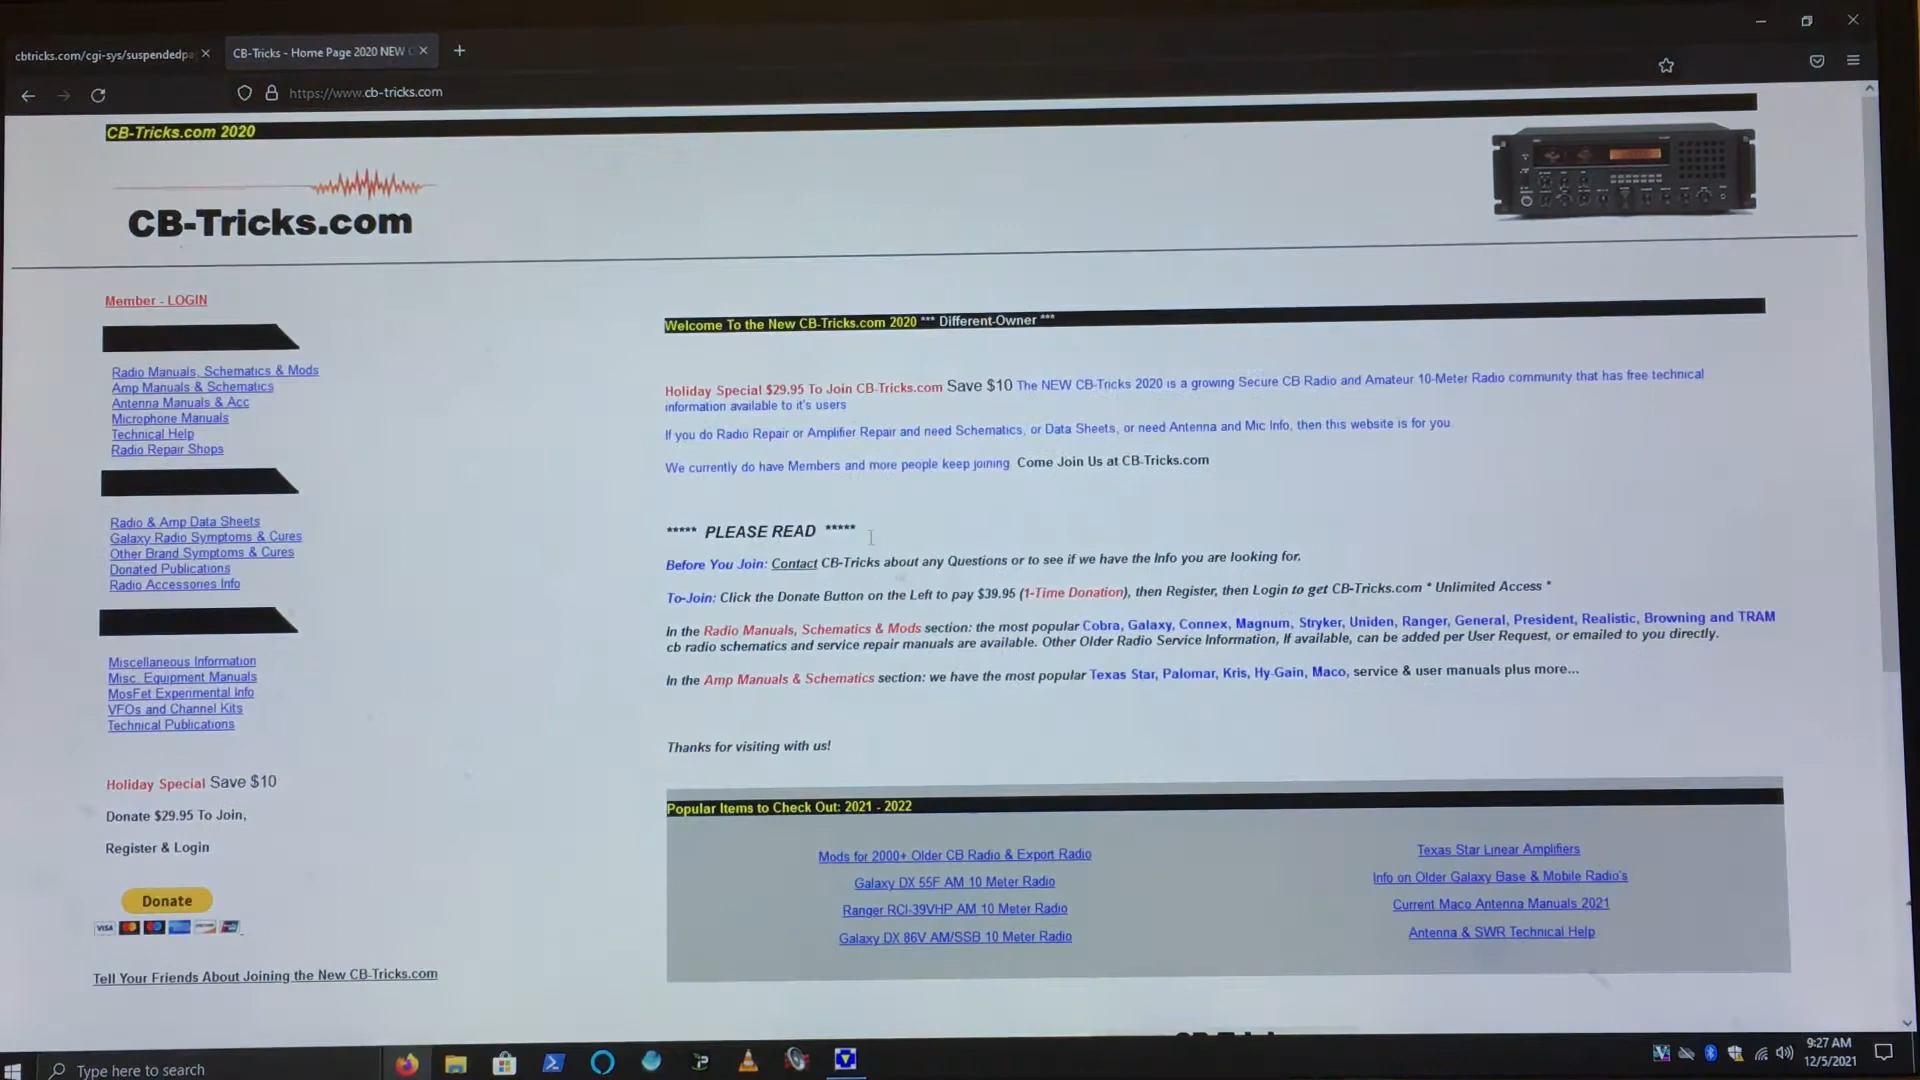 cbtricks.com/cgi-sys/suspendedpa
CB-Tricks - Home Page 2020 NEW
https://www.cb-tricks.com
CB-Tricks.com 2020
CB-Tricks.com
Member - LOGIN
Radio Manuals, Schematics & Mods
Amp Manuals & Schematics
Antenna Manuals & Acc
Microphone Manuals
Technical Help
Radio Repair Shops
Radio & Amp Data Sheets
Galaxy Radio Symptoms & Cures
Other Brand Symptoms & Cures
Donated Publications
Radio Accessories Info
Miscellaneous Information
Misc. Equipment Manuals
MosFet Experimental Info
VFOs and Channel Kits
Technical Publications
Holiday Special Save $10
Donate $29.95 To Join,
Register & Login
Donate
VISA
Tell Your Friends About Joining the New CB-Tricks.com
Welcome To the New CB-Tricks.com 2020 *** Different-Owner ***
Holiday Special $29.95 To Join CB-Tricks.com Save $10 The NEW CB-Tricks 2020 is a growing Secure CB Radio and Amateur 10-Meter Radio community that has free technical
information available to it's users
If you do Radio Repair or Amplifier Repair and need Schematics, or Data Sheets, or need Antenna and Mic Info, then this website is for you
We currently do have Members and more people keep joining Come Join Us at CB-Tricks.com
***** PLEASE READ *****
Before You Join: Contact CB-Tricks about any Questions or to see if we have the Info you are looking for.
To-Join: Click the Donate Button on the Left to pay $39.95 (1-Time Donation), then Register, then Login to get CB-Tricks.com * Unlimited Access *
In the Radio Manuals, Schematics & Mods section: the most popular Cobra, Galaxy, Connex, Magnum, Stryker, Uniden, Ranger, General, President, Realistic, Browning and TRAM
cb radio schematics and service repair manuals are available. Other Older Radio Service Information, If available, can be added per User Request, or emailed to you directly.
In the Amp Manuals & Schematics section: we have the most popular Texas Star, Palomar, Kris, Hy-Gain, Maco, service & user manuals plus more...
Thanks for visiting with us!
Popular Items to Check Out: 2021 - 2022
Mods for 2000+ Older CB Radio & Export Radio
Galaxy DX 55F AM 10 Meter Radio
Ranger RCI-39VHP AM 10 Meter Radio
Galaxy DX 86V AM/SSB 10 Meter Radio
Texas Star Linear Amplifiers
Info on Older Galaxy Base & Mobile Radio's
Current Maco Antenna Manuals 2021
Antenna & SWR Technical Help
Type here to search
9:27 AM
12/5/2021